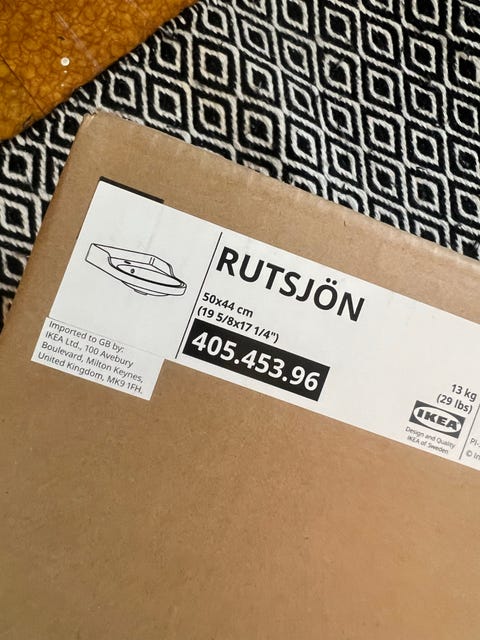 RUTSJÖN
50x44 cm
(19 5/8x17 1/4")
405.453.96
Imported to GB by:
IKEA Ltd., 100 Avebury
Boulevard, Milton Keynes,
United Kingdom, MK9 1FH.
13 kg
(29 lbs)
IKEA
Design and Quality
IKEA of Sweden